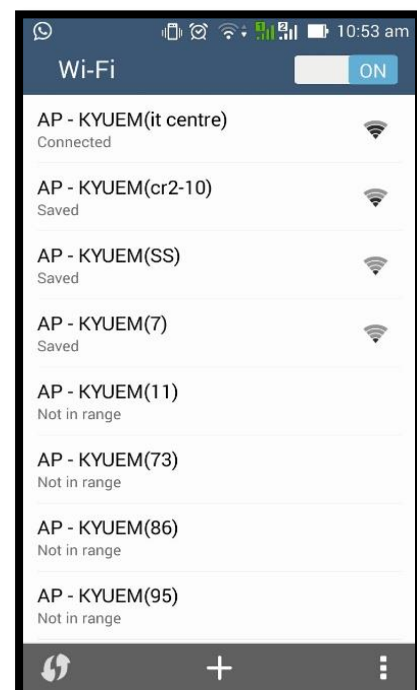 1 2 10:53 am
Wi-Fi ON
AP - KYUEM(it centre)
Connected
AP - KYUEM(cr2-10)
Saved
AP - KYUEM(SS)
Saved
AP - KYUEM(7)
Saved
AP - KYUEM(11)
Not in range
AP - KYUEM(73)
Not in range
AP - KYUEM(86)
Not in range
AP - KYUEM(95)
Not in range